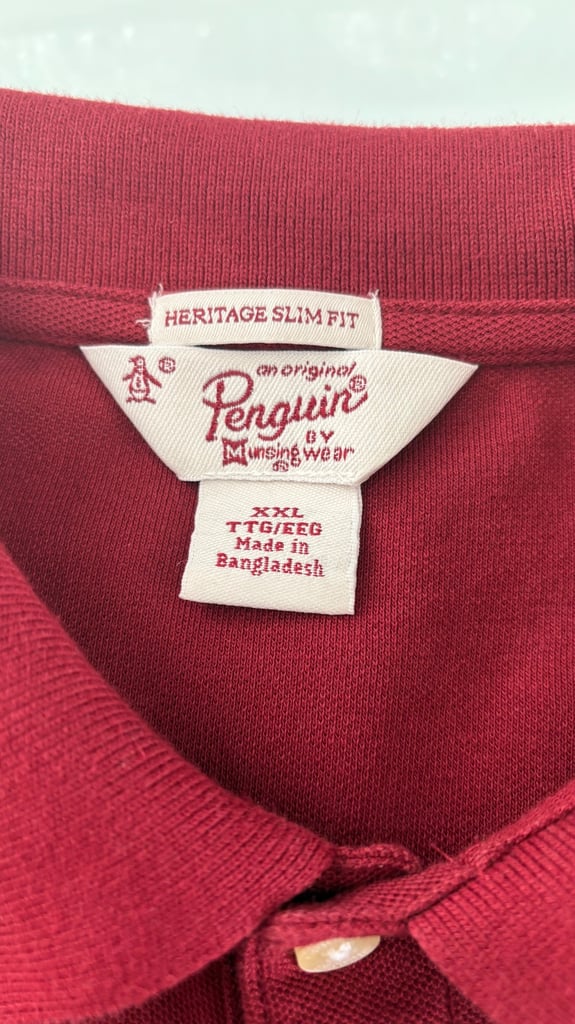 HERITAGE SLIM FIT
®
an original
Penguin®
BY
Munsingwear
®
XXL
TTG/EEG
Made in
Bangladesh